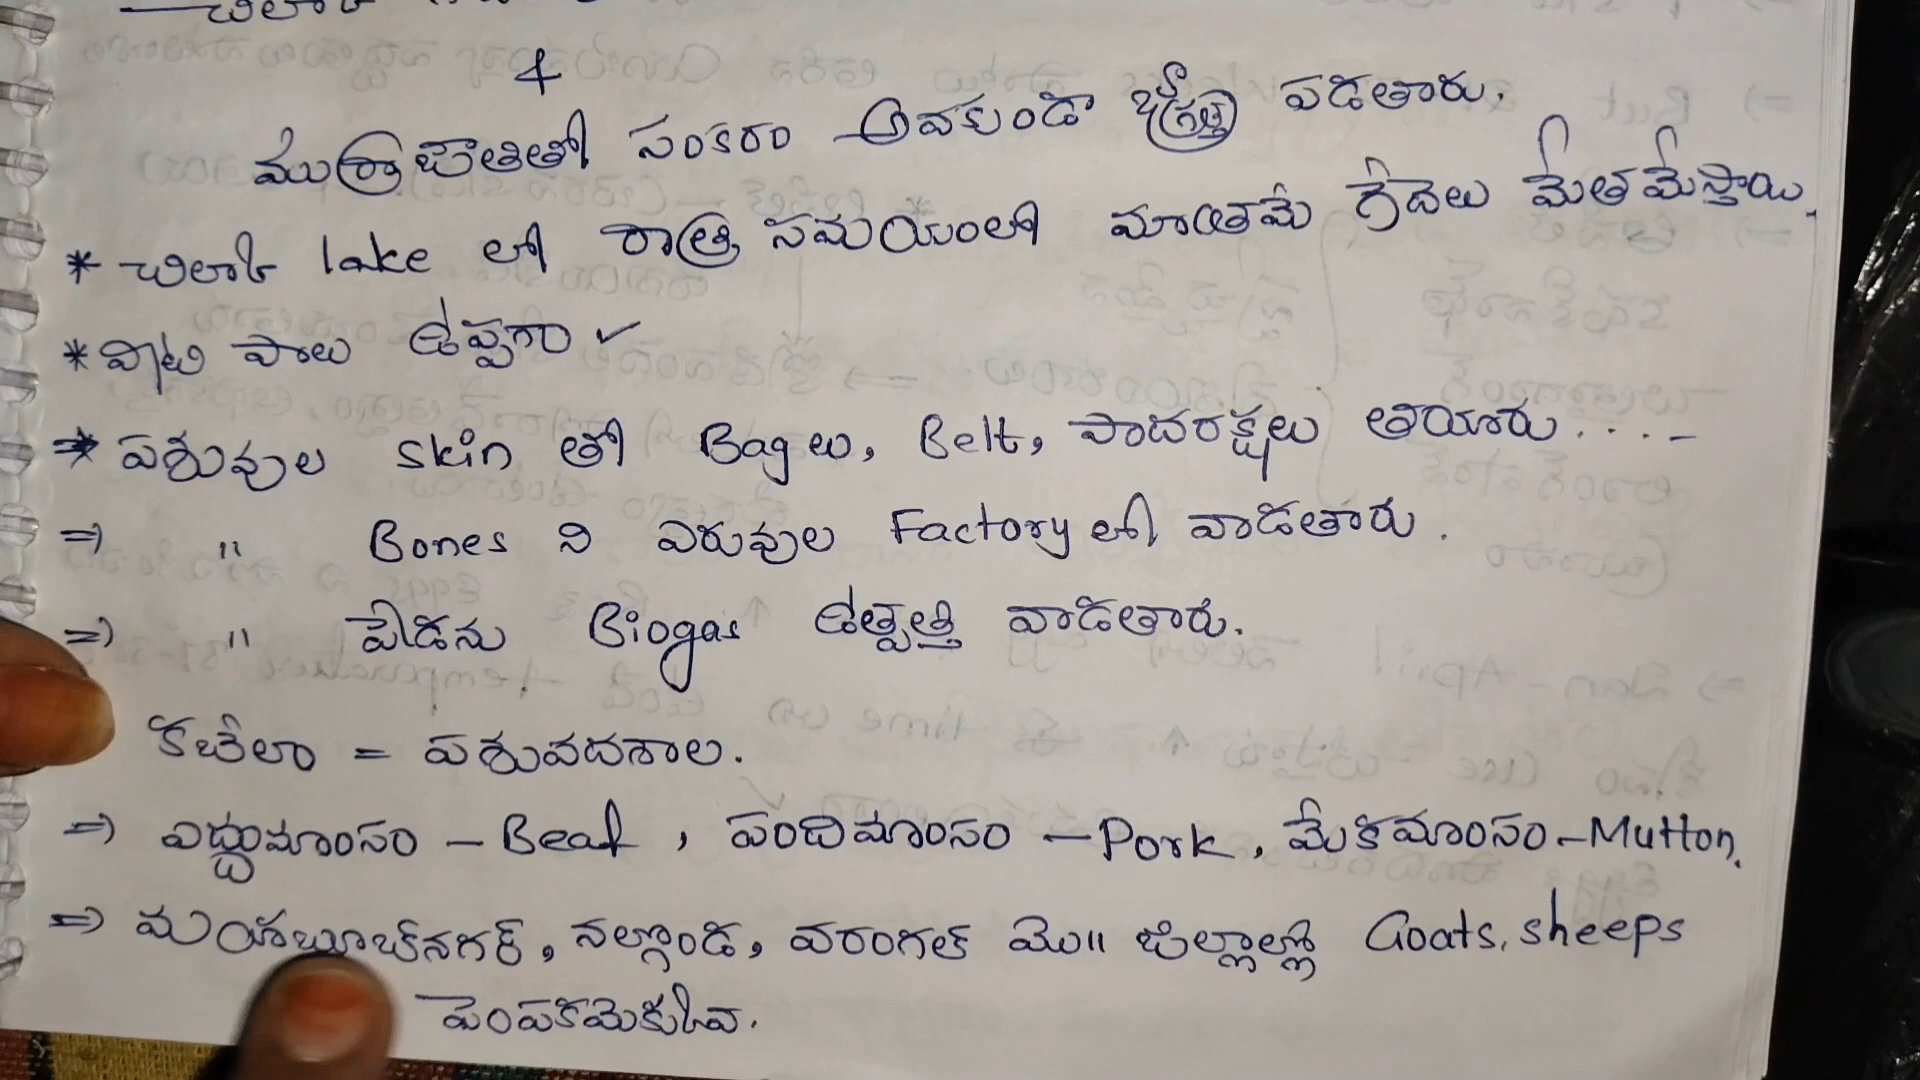 ↓
ముర్రాజాతితో సంకరం అవకుండా జాగ్రత్త పడతారు.
* చిలార lake లో రాత్రి సమయంలో మాత్రమే గేదెలు మేతమేస్తాయి.
* వీటి పాలు ఉప్పగా ✓
⇒ పశువుల skin తో Bag లు, Belt, పాదరక్షలు తయారు....
⇒ " Bones ని ఎరువుల Factory లో వాడతారు.
⇒ " పేడను Biogas ఉత్పత్తి వాడతారు.
కబేలా = పశువదశాల.
⇒ ఎద్దుమాంసం - Beaf, పందిమాంసం - Pork, మేకమాంసం - Mutton.
⇒ మహబూబ్‌నగర్, నల్గొండ, వరంగల్ మొ॥ జిల్లాల్లో Goats, sheeps
పెంపకమెక్కువ.